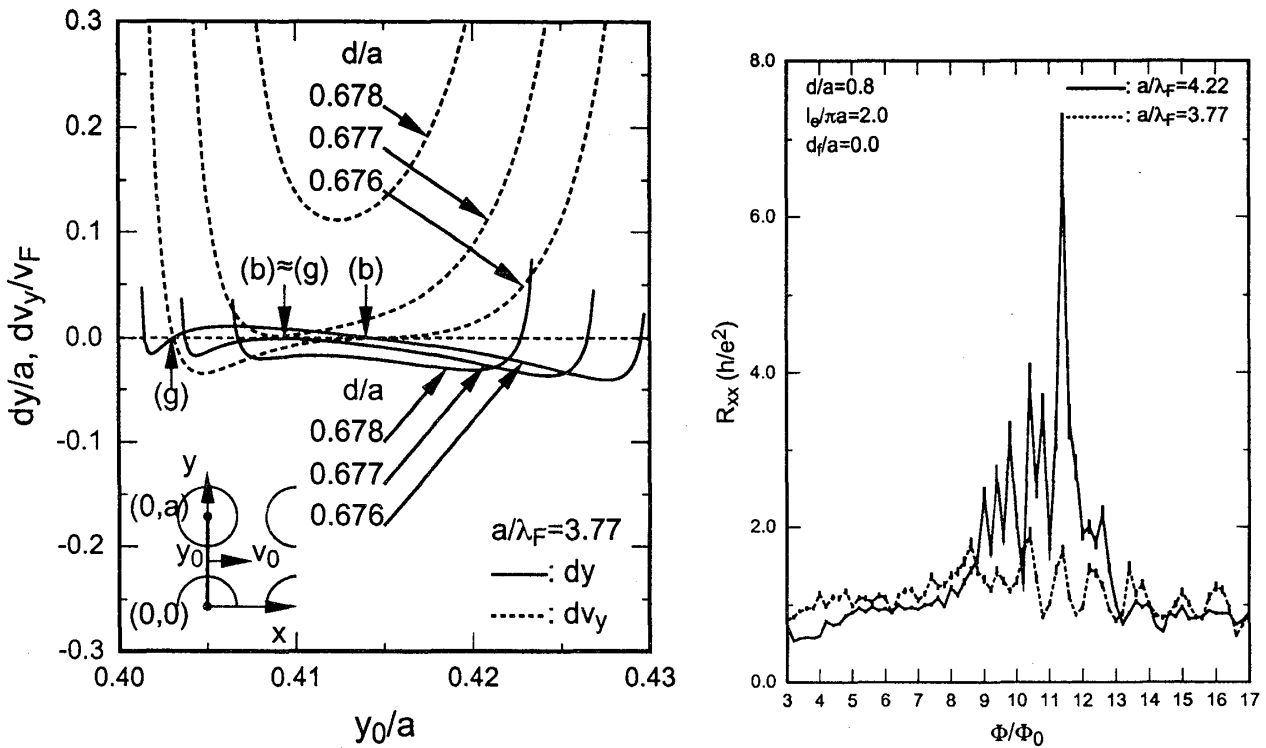 0.3
0.2
0.1
0.0
-0.1
-0.2
-0.3
dy/a, dv_y/v_F
d/a
0.678
0.677
0.676
(b)≈(g) (b)
(g)
d/a
0.678
0.677
0.676
y
(0,a)
y_0 v_0
(0,0)
x
a/λ_F=3.77
: dy
: dv_y
0.40 0.41 0.42 0.43
y_0/a
8.0
6.0
4.0
2.0
0.0
R_xx (h/e^2)
d/a=0.8
l_e/πa=2.0
d_f/a=0.0
: a/λ_F=4.22
: a/λ_F=3.77
3 4 5 6 7 8 9 10 11 12 13 14 15 16 17
Φ/Φ_0